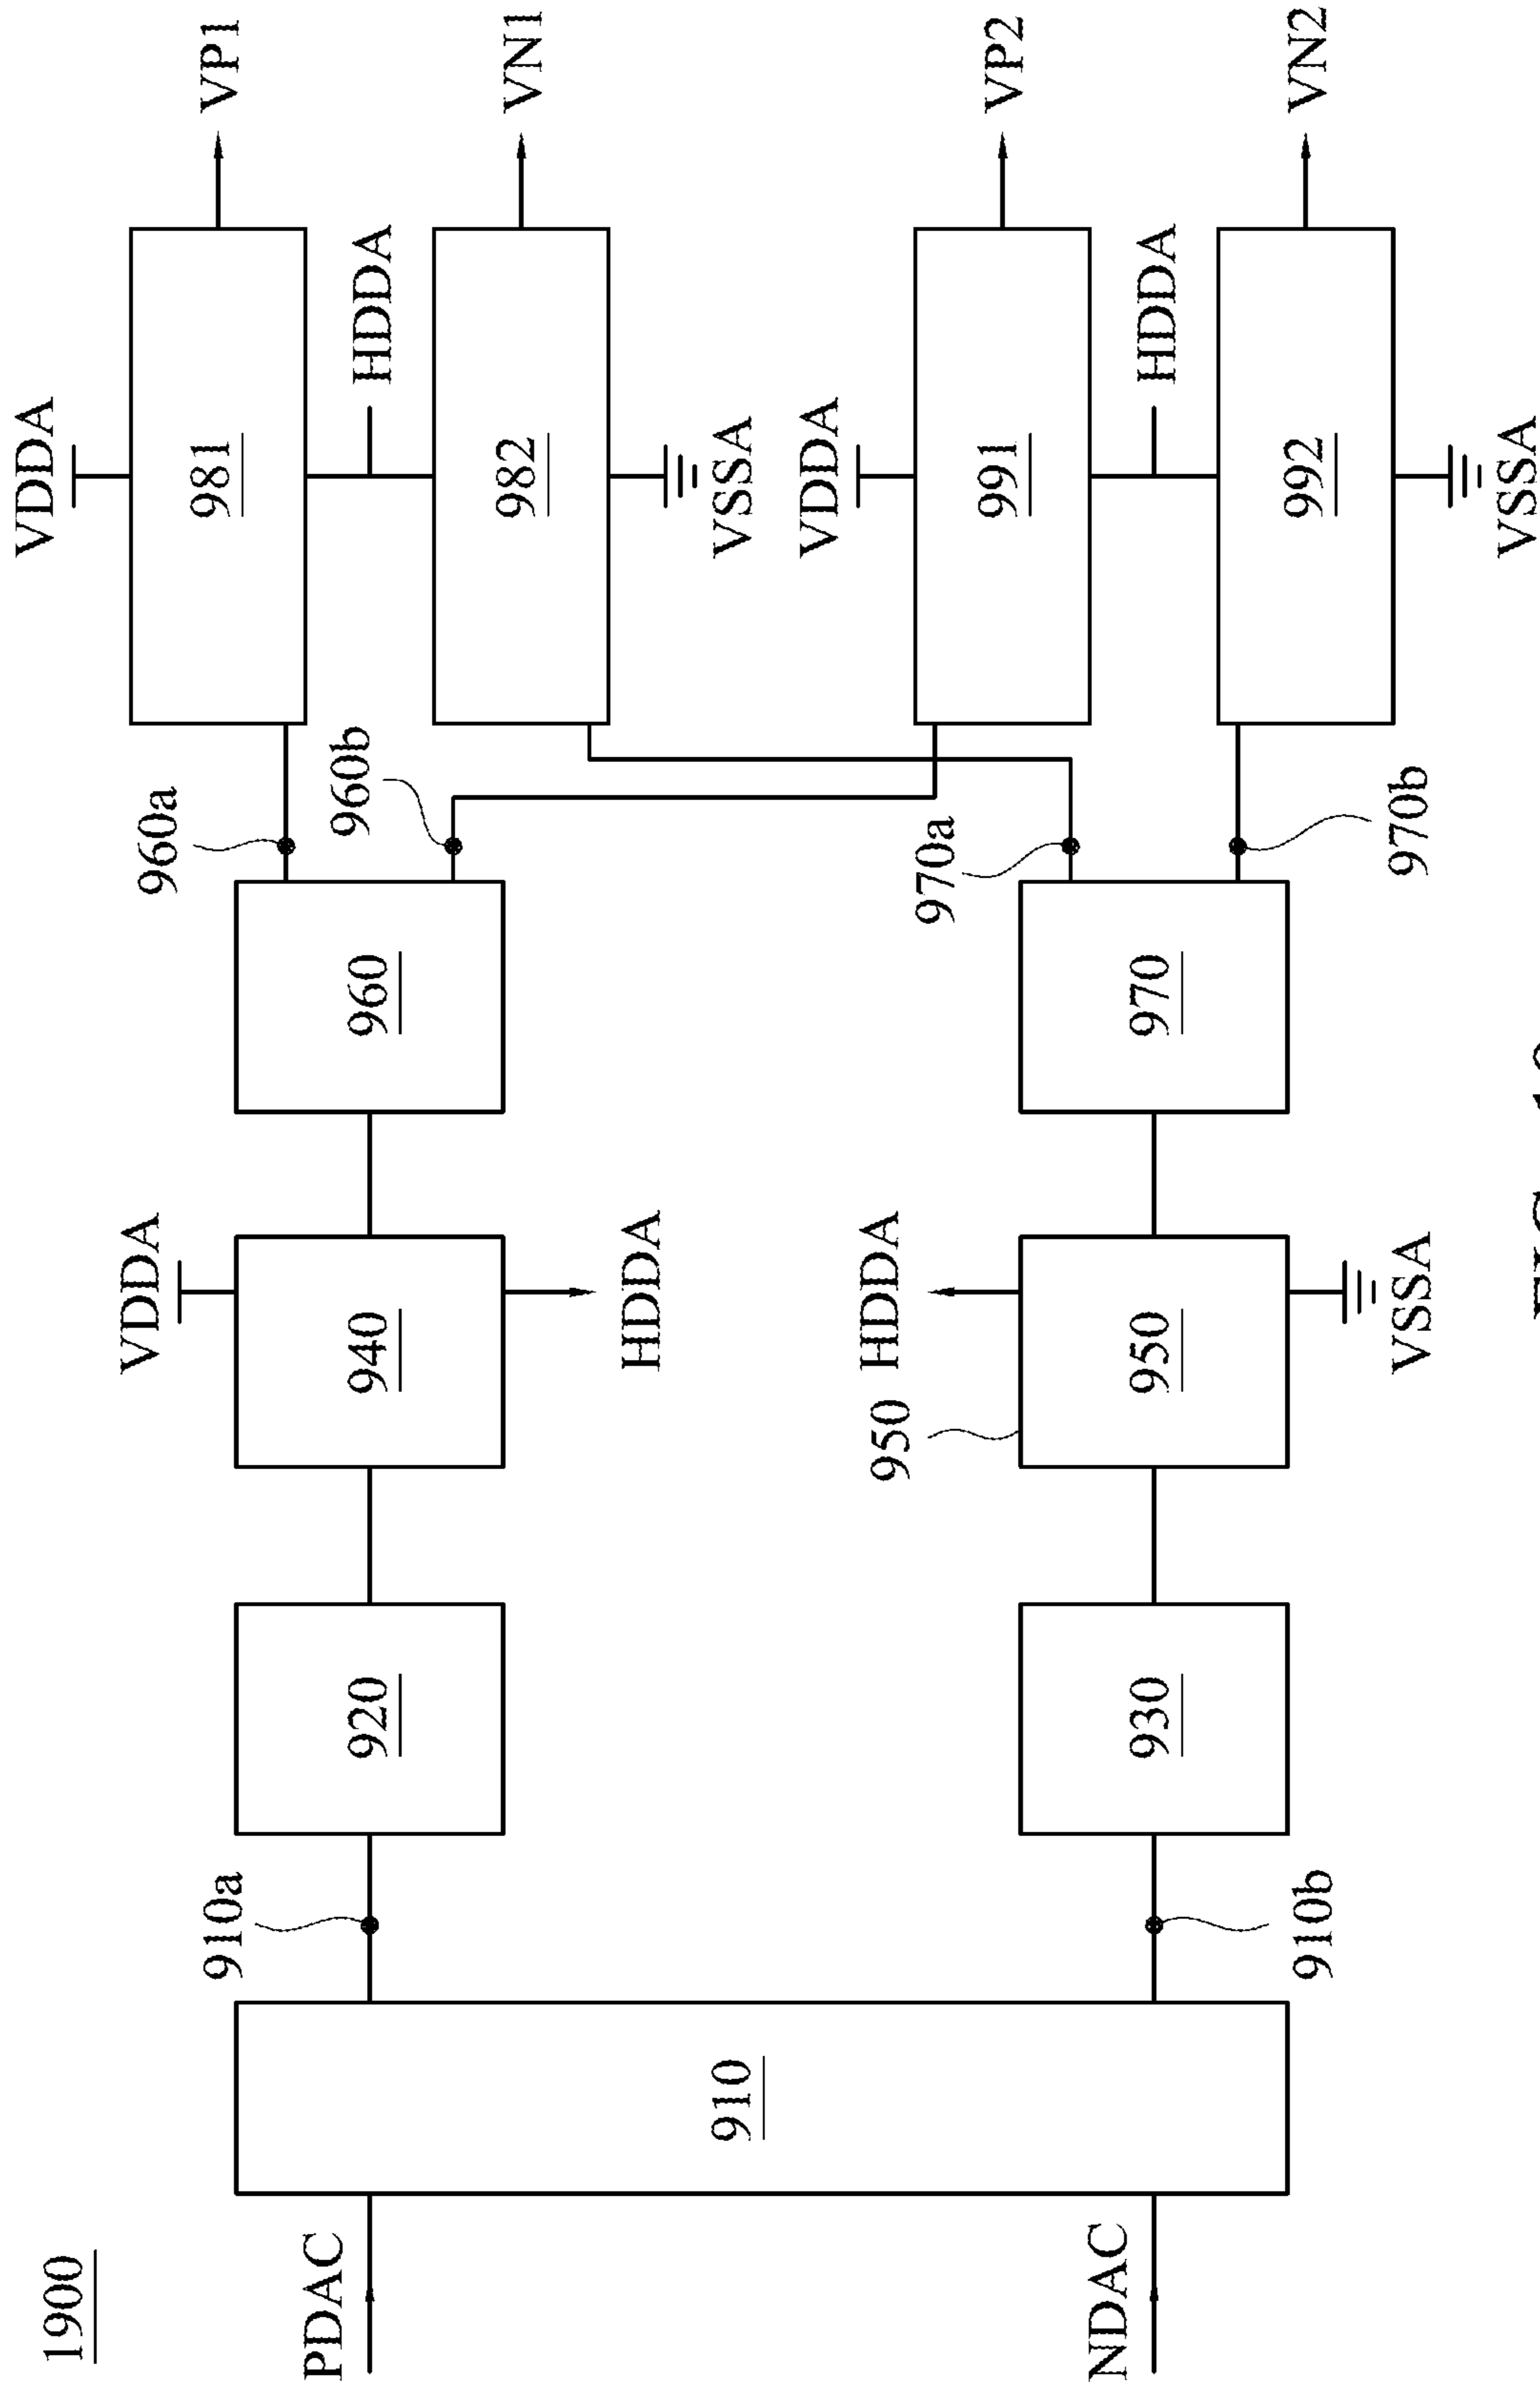 1900
PDAC
NDAC
910
910a
910b
920
930
VDDA
940
HDDA
HDDA
950
950
VSSA
960
970
960a
960b
970a
970b
VDDA
981
HDDA
982
VSSA
VDDA
991
HDDA
992
VSSA
VP1
VN1
VP2
VN2